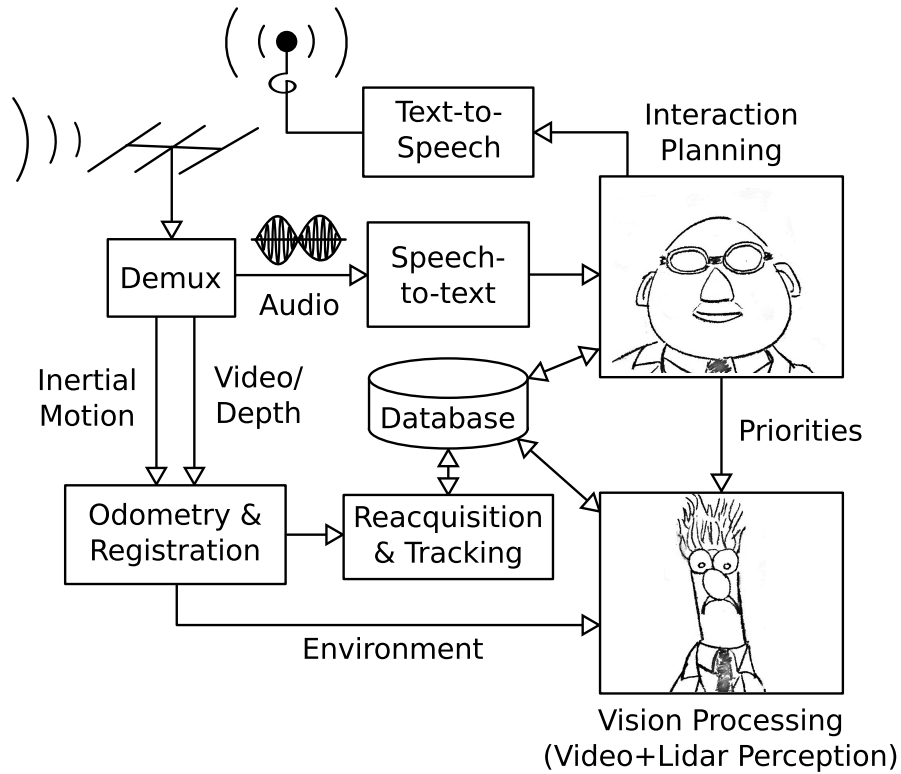 Text-to-
Speech
Interaction
Planning
Demux
Audio
Speech-
to-text
Inertial
Motion
Video/
Depth
Database
Priorities
Odometry &
Registration
Reacquisition
& Tracking
Environment
Vision Processing
(Video+Lidar Perception)